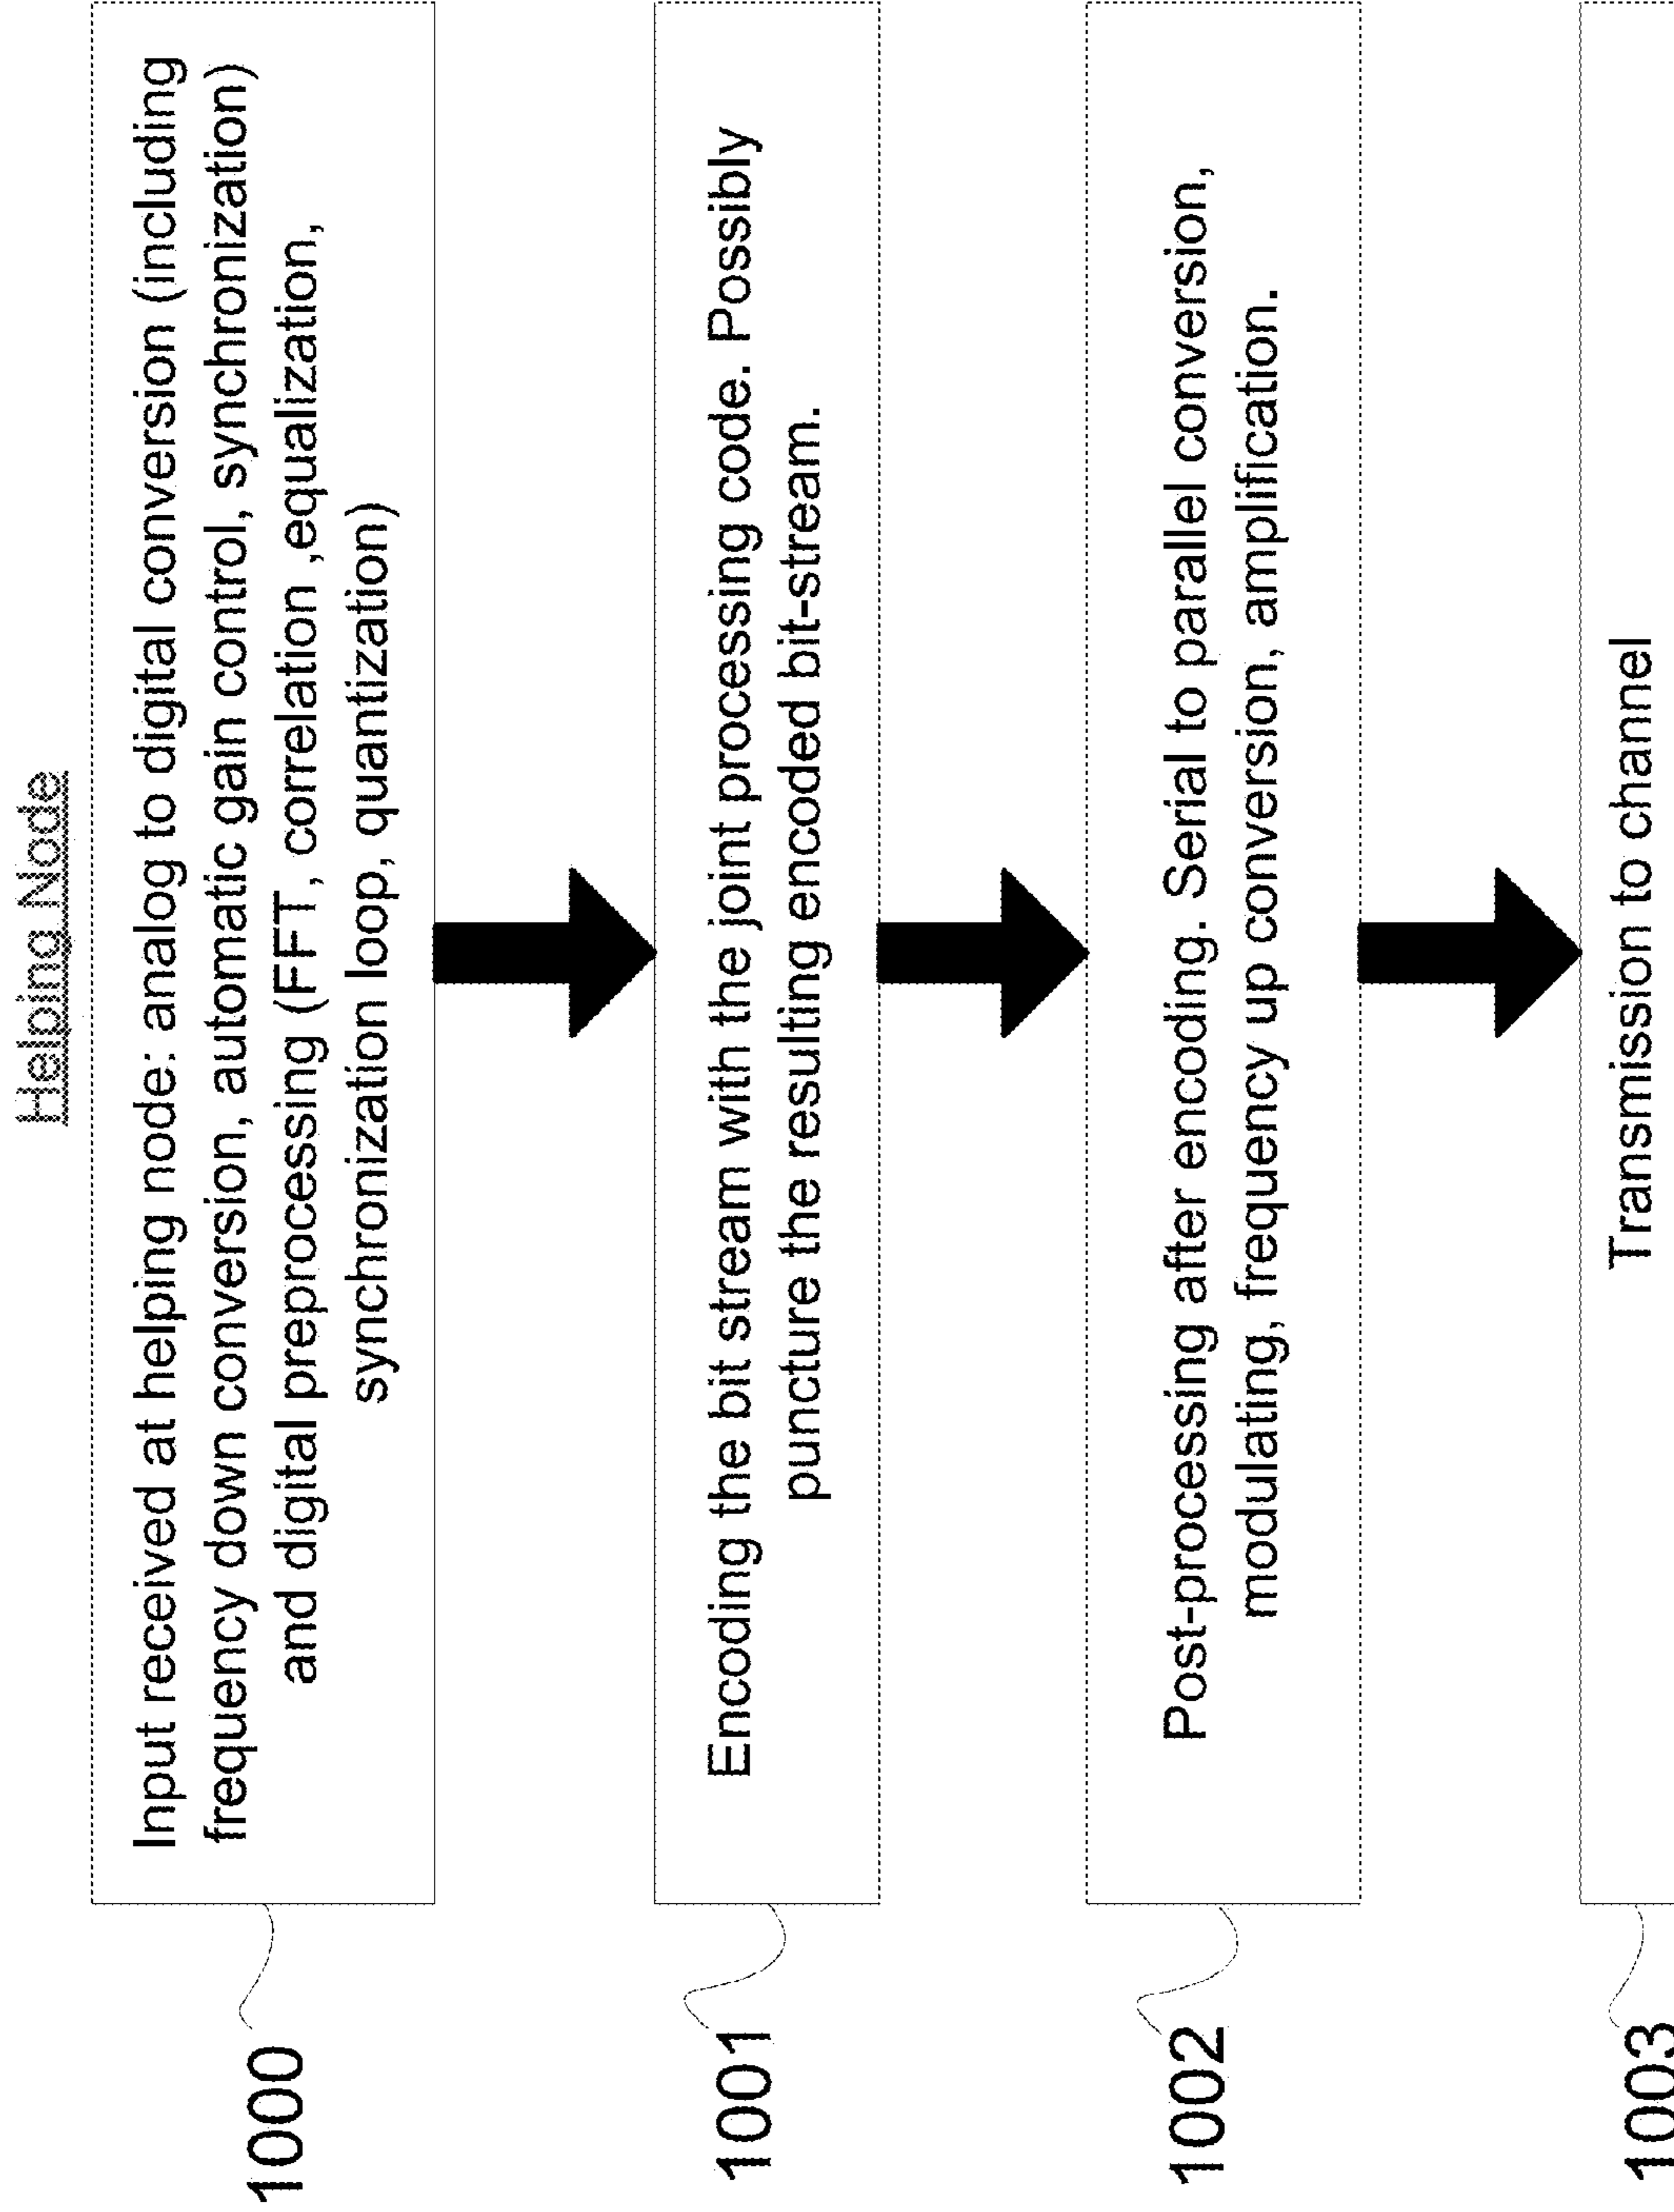 Helping Node
1000
Input received at helping node: analog to digital conversion (including
frequency down conversion, automatic gain control, synchronization)
and digital preprocessing (FFT, correlation ,equalization,
synchronization loop, quantization)
1001
Encoding the bit stream with the joint processing code. Possibly
puncture the resulting encoded bit-stream.
1002
Post-processing after encoding. Serial to parallel conversion,
modulating, frequency up conversion, amplification.
1003
Transmission to channel